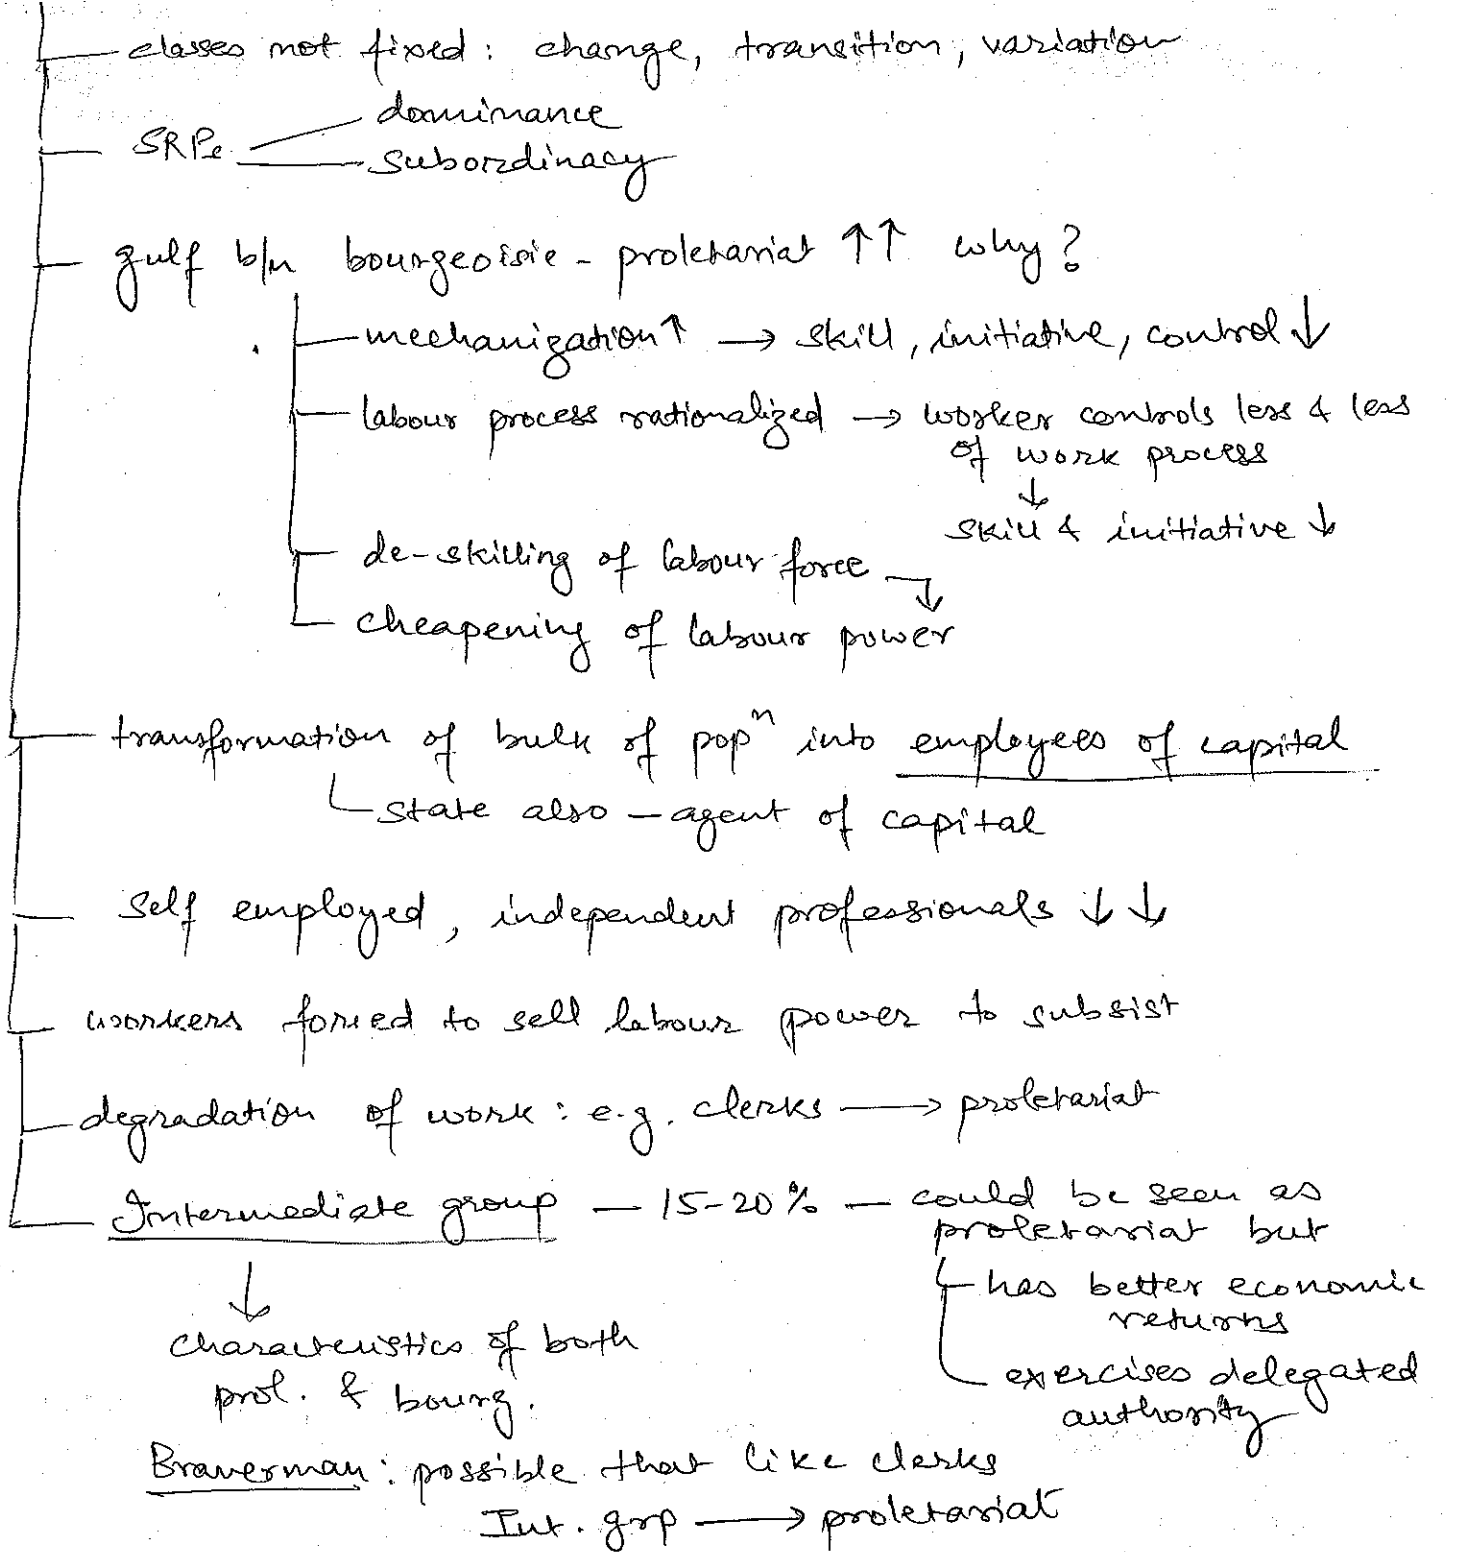 classes not fixed: change, transition, variation
SRPs
dominance
subordinacy
gulf b/n bourgeoisie - proletariat ↑↑ why?
mechanization ↑ → skill, initiative, control ↓
labour process rationalized → worker controls less & less
of work process
↓
skill & initiative ↓
de-skilling of labour force
↓
cheapening of labour power
transformation of bulk of popⁿ into employees of capital
state also - agent of capital
Self employed, independent professionals ↓ ↓
workers forced to sell labour power to subsist
degradation of work: e.g. clerks → proletariat
Intermediate group - 15-20% - could be seen as
proletariat but
has better economic
returns
exercises delegated
authority
↓
characteristics of both
prol. & bourg.
Braverman: possible that like clerks
Int. grp → proletariat